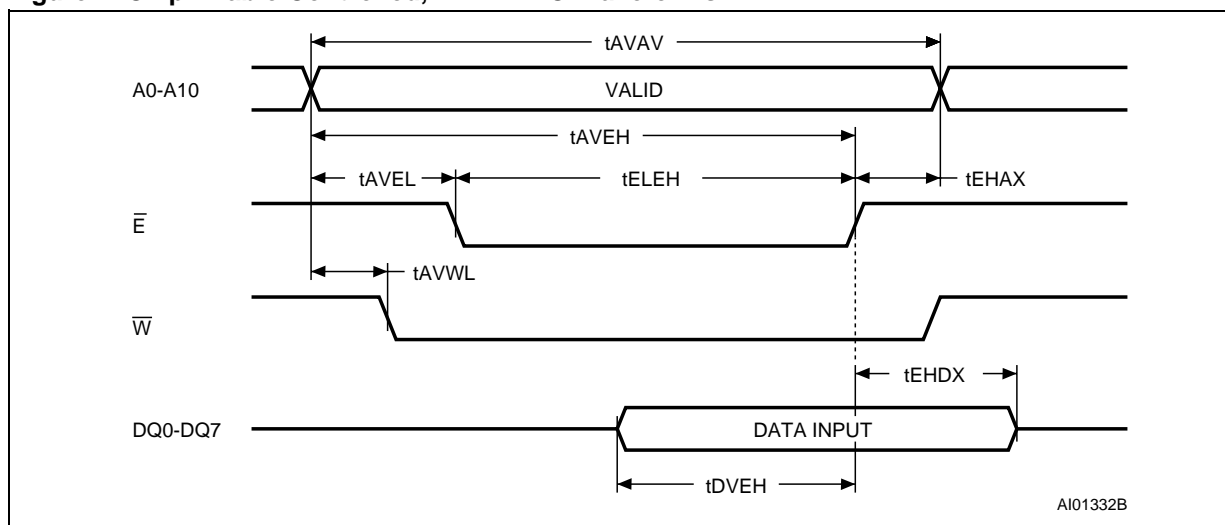 tAVAV
A0-A10
VALID
tAVEH
tAVEL
tELEH
tEHAX
E̅
tAVWL
W̅
tEHDX
DQ0-DQ7
DATA INPUT
tDVEH
AI01332B